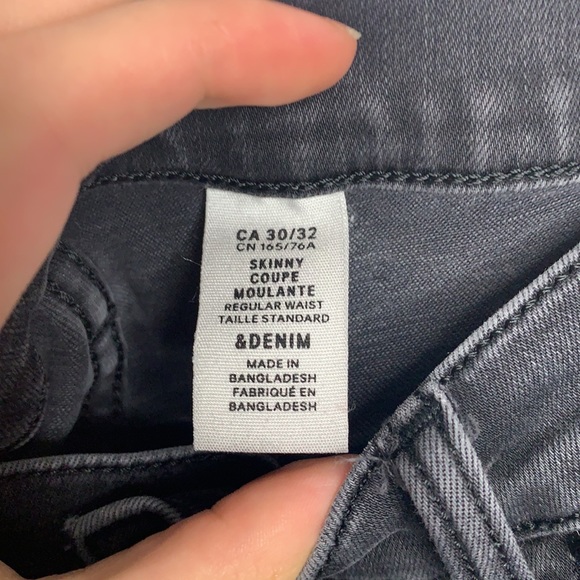 CA 30/32
CN 165/76A
SKINNY
COUPE
MOULANTE
REGULAR WAIST
TAILLE STANDARD
&DENIM
MADE IN
BANGLADESH
FABRIQUÉ EN
BANGLADESH